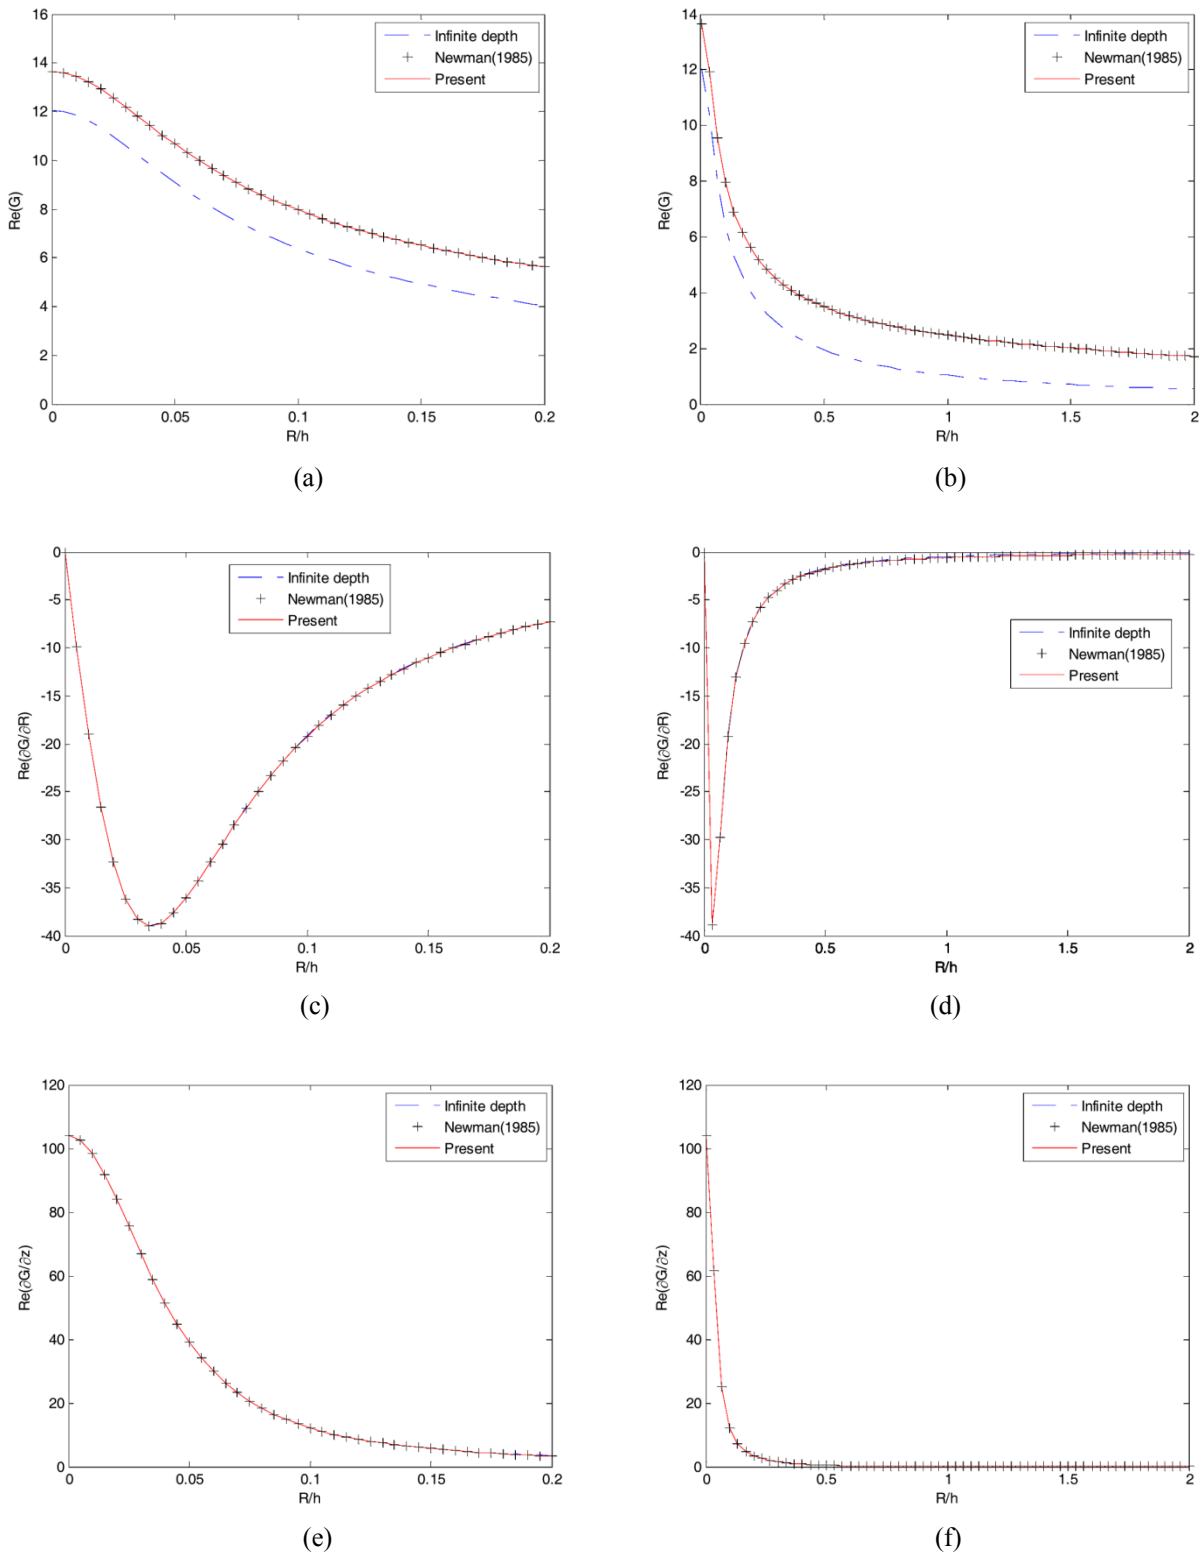 16
14
12
10
8
6
4
2
0
Re(G)
Infinite depth
Newman(1985)
Present
0
0.05
0.1
0.15
0.2
R/h
(a)
14
12
10
8
6
4
2
0
Re(G)
Infinite depth
Newman(1985)
Present
0
0.5
1
1.5
2
R/h
(b)
0
-5
-10
-15
-20
-25
-30
-35
-40
Re(∂G/∂R)
Infinite depth
Newman(1985)
Present
0
0.05
0.1
0.15
0.2
R/h
(c)
0
-5
-10
-15
-20
-25
-30
-35
-40
Re(∂G/∂R)
Infinite depth
Newman(1985)
Present
0
0.5
1
1.5
2
R/h
(d)
120
100
80
60
40
20
0
Re(∂G/∂z)
Infinite depth
Newman(1985)
Present
0
0.05
0.1
0.15
0.2
R/h
(e)
120
100
80
60
40
20
0
Re(∂G/∂z)
Infinite depth
Newman(1985)
Present
0
0.5
1
1.5
2
R/h
(f)